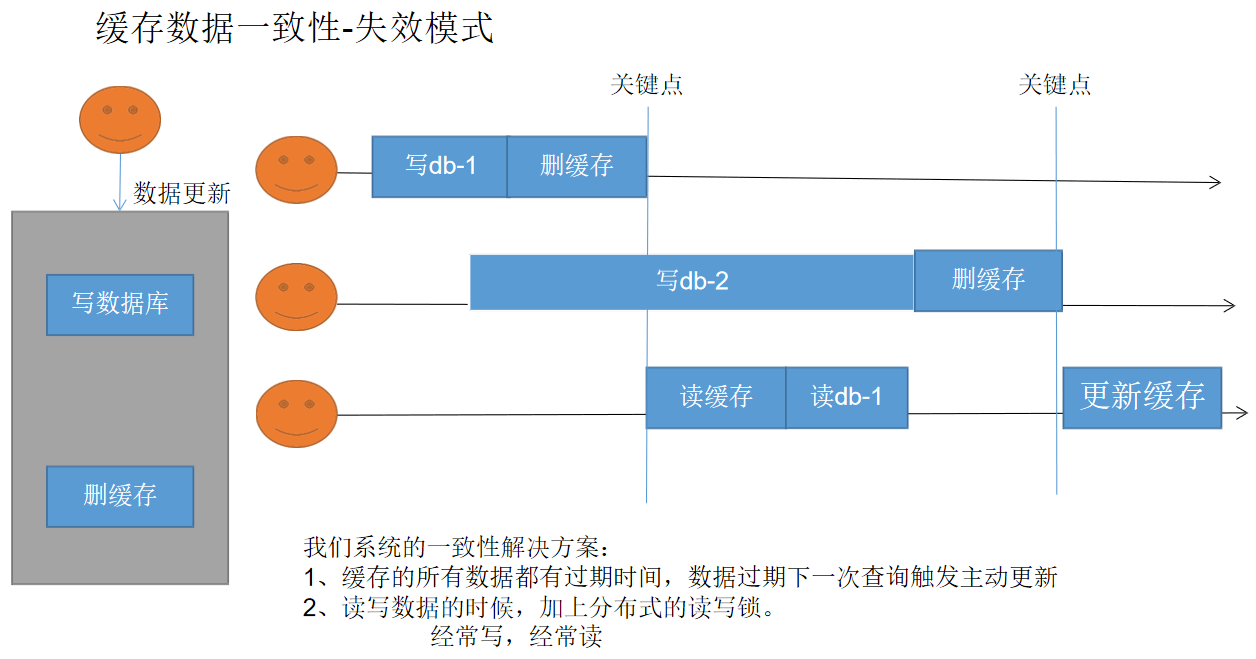 缓存数据一致性-失效模式
关键点
关键点
数据更新
写数据库
删缓存
写db-1
删缓存
写db-2
删缓存
读缓存
读db-1
更新缓存
我们系统的一致性解决方案：
1、缓存的所有数据都有过期时间，数据过期下一次查询触发主动更新
2、读写数据的时候，加上分布式的读写锁。
经常写，经常读